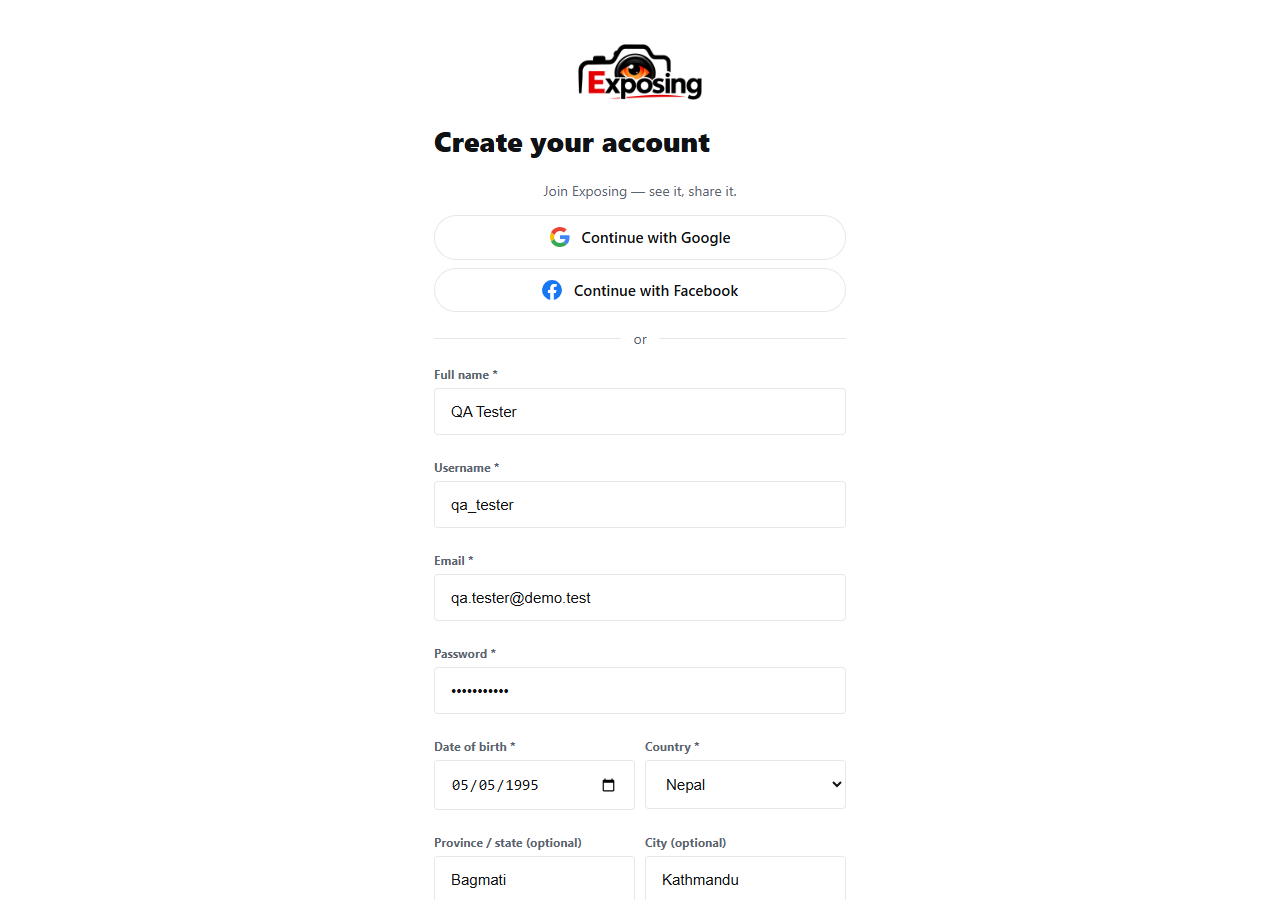 Exposing
Create your account
Join Exposing — see it, share it.
Continue with Google
Continue with Facebook
or
Full name *
QA Tester
Username *
qa_tester
Email *
qa.tester@demo.test
Password *
•••••••••••
Date of birth * Country *
05/05/1995 Nepal
Province / state (optional) City (optional)
Bagmati Kathmandu